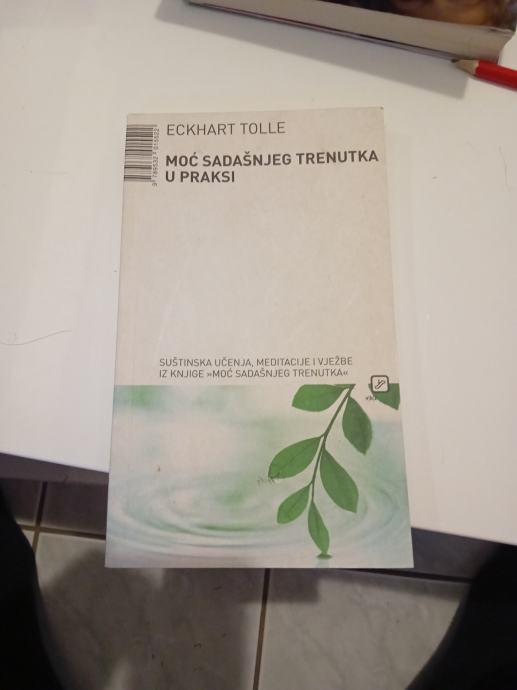 ECKHART TOLLE
MOĆ SADAŠNJEG TRENUTKA
U PRAKSI
SUŠTINSKA UČENJA, MEDITACIJE I VJEŽBE
IZ KNJIGE »MOĆ SADAŠNJEG TRENUTKA«